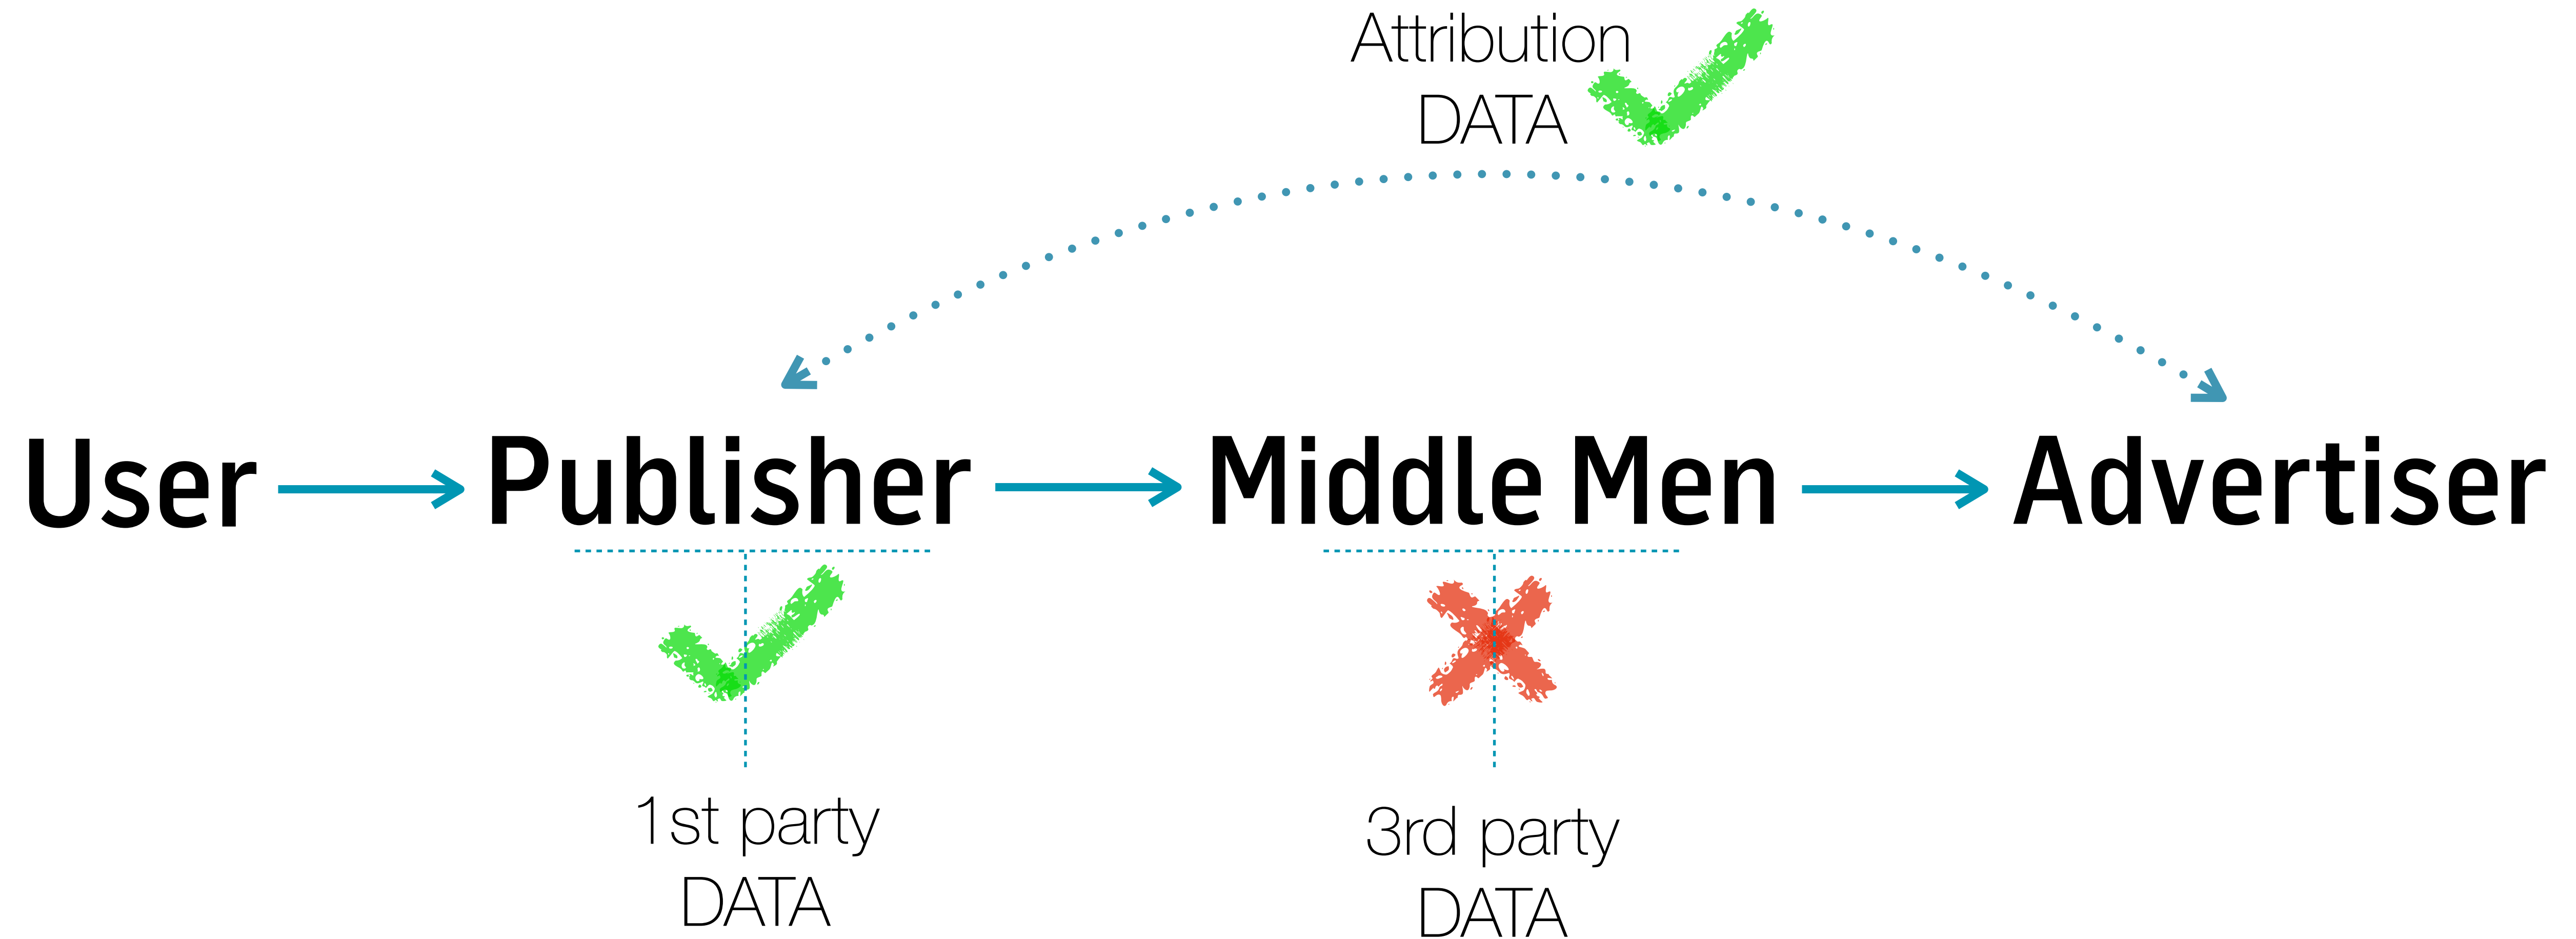 Attribution
DATA
User Publisher Middle Men Advertiser
1st party
DATA
3rd party
DATA